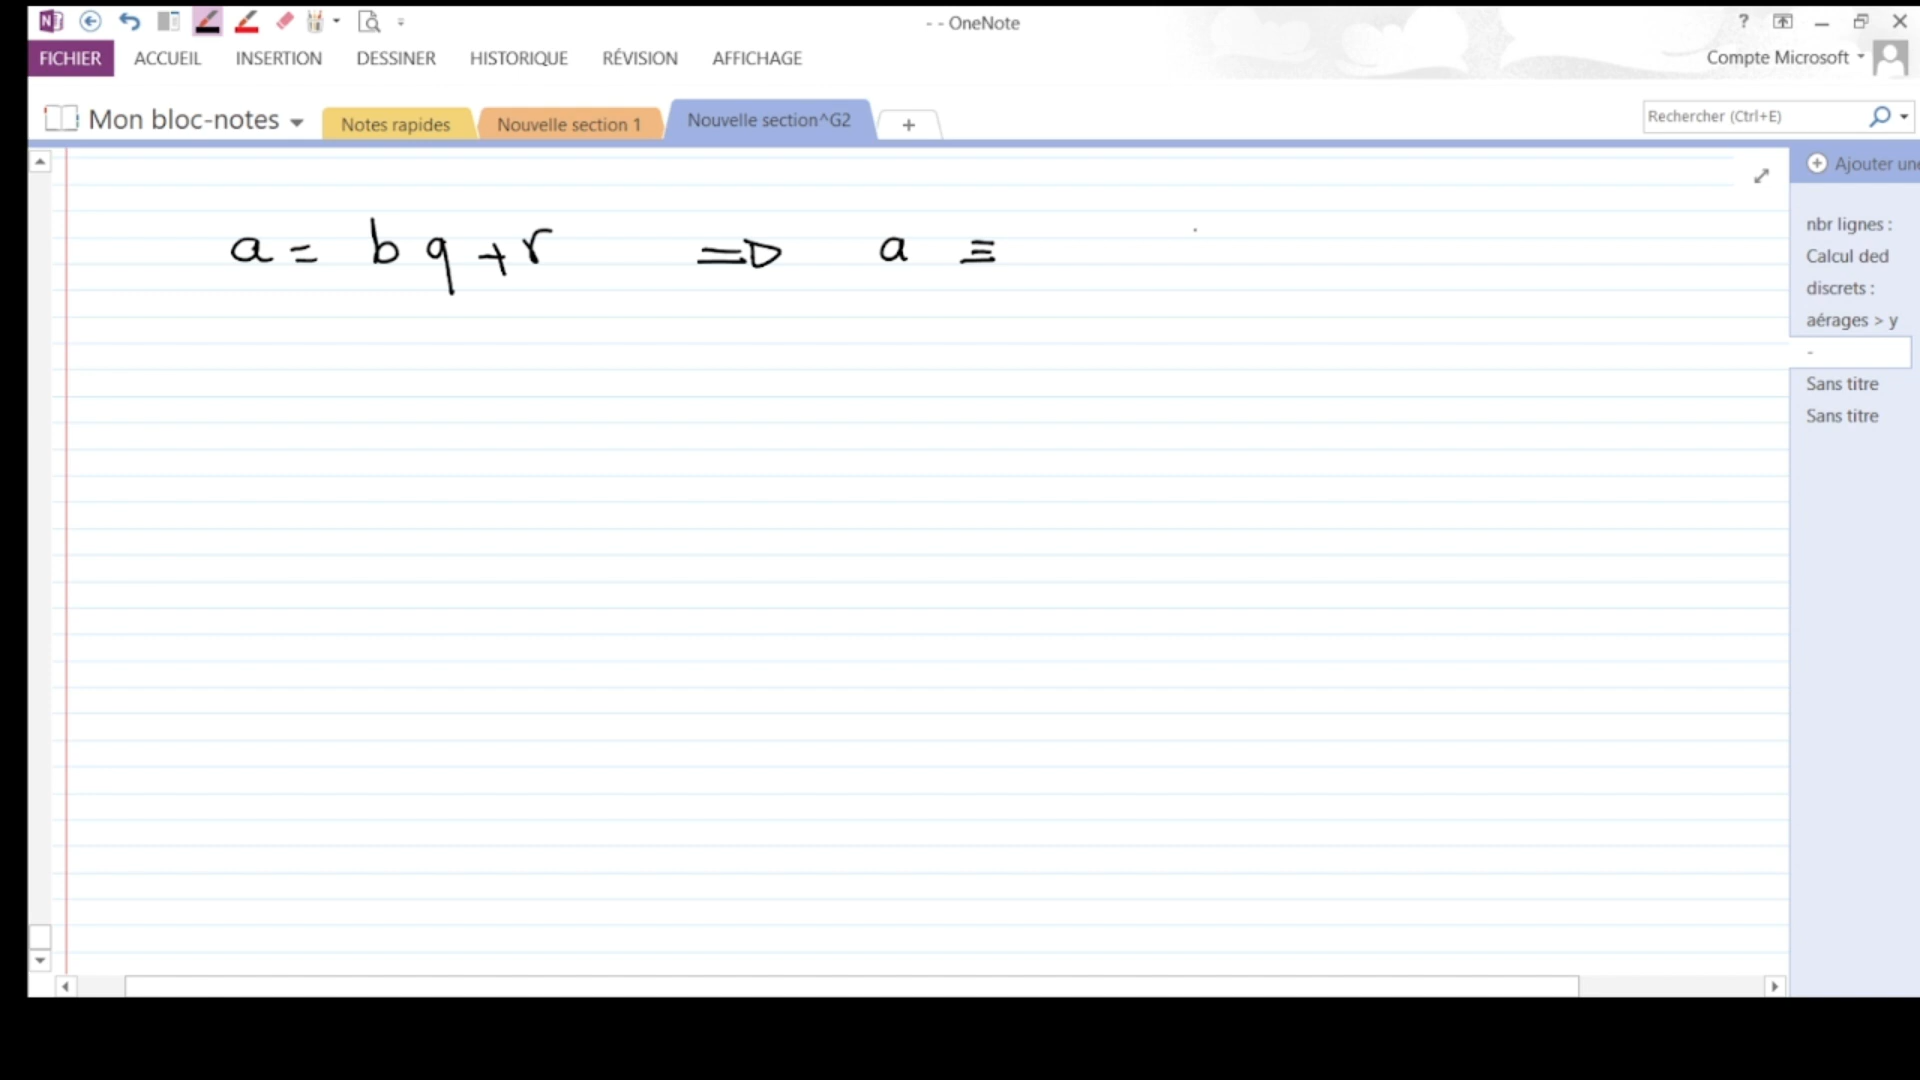 - - OneNote
?
FICHIER ACCUEIL INSERTION DESSINER HISTORIQUE RÉVISION AFFICHAGE
Compte Microsoft
Mon bloc-notes
Notes rapides
Nouvelle section 1
Nouvelle section^G2
+
Rechercher (Ctrl+E)
Ajouter une
a = bq + r ⇒ a ≡
nbr lignes :
Calcul ded
discrets :
aérages > y
-
Sans titre
Sans titre